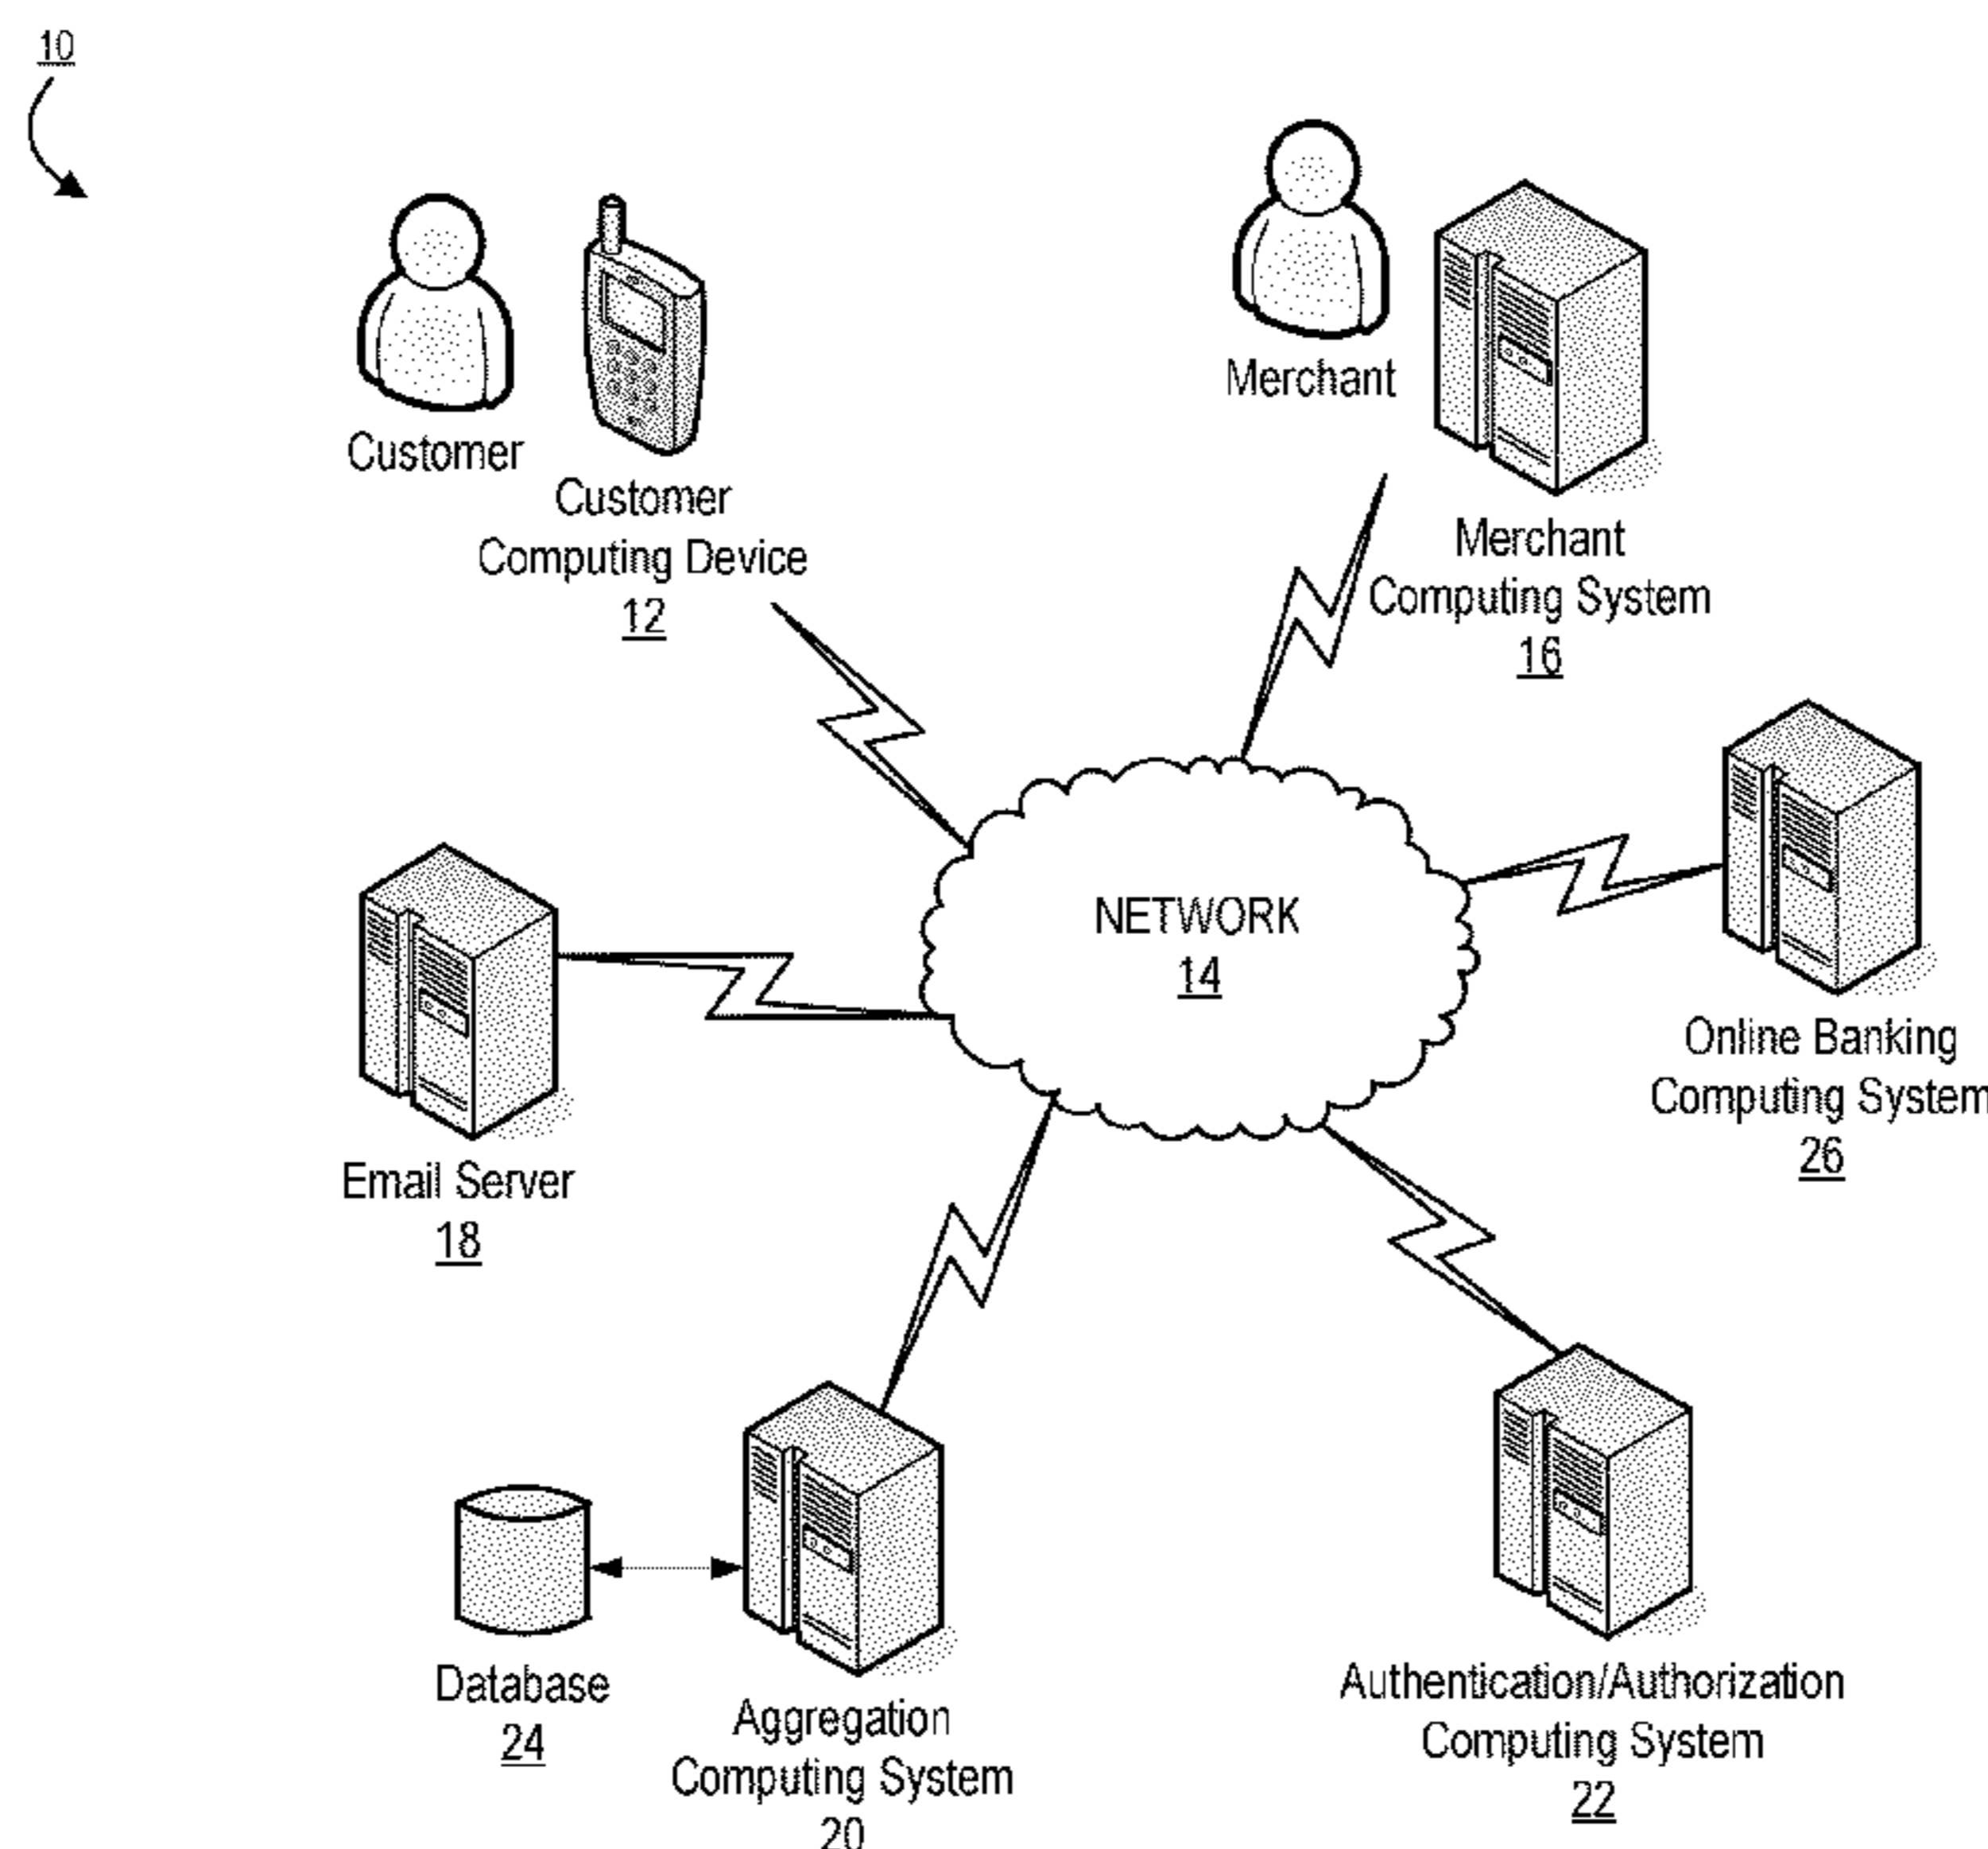 10
Customer
Customer
Computing Device
12
Merchant
Merchant
Computing System
16
NETWORK
14
Online Banking
Computing System
26
Email Server
18
Database
24
Aggregation
Computing System
20
Authentication/Authorization
Computing System
22